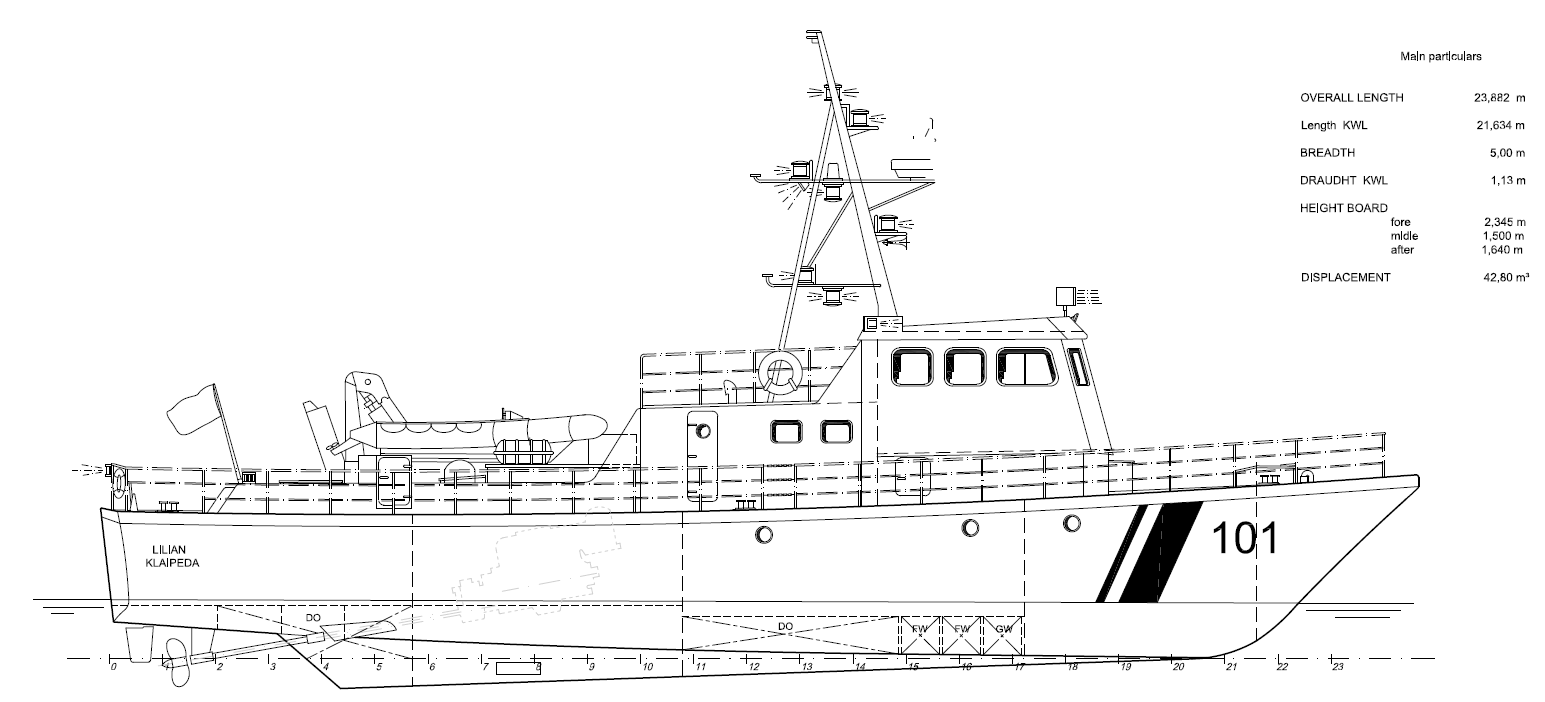 Main particulars
OVERALL LENGTH 23,882 m
Length KWL 21,634 m
BREADTH 5,00 m
DRAUDHT KWL 1,13 m
HEIGHT BOARD
fore 2,345 m
midle 1,500 m
after 1,640 m
DISPLACEMENT 42,80 m³
101
LILIAN
KLAIPEDA
DO
DO FW FW GW
0 1 2 3 4 5 6 7 8 9 10 11 12 13 14 15 16 17 18 19 20 21 22 23